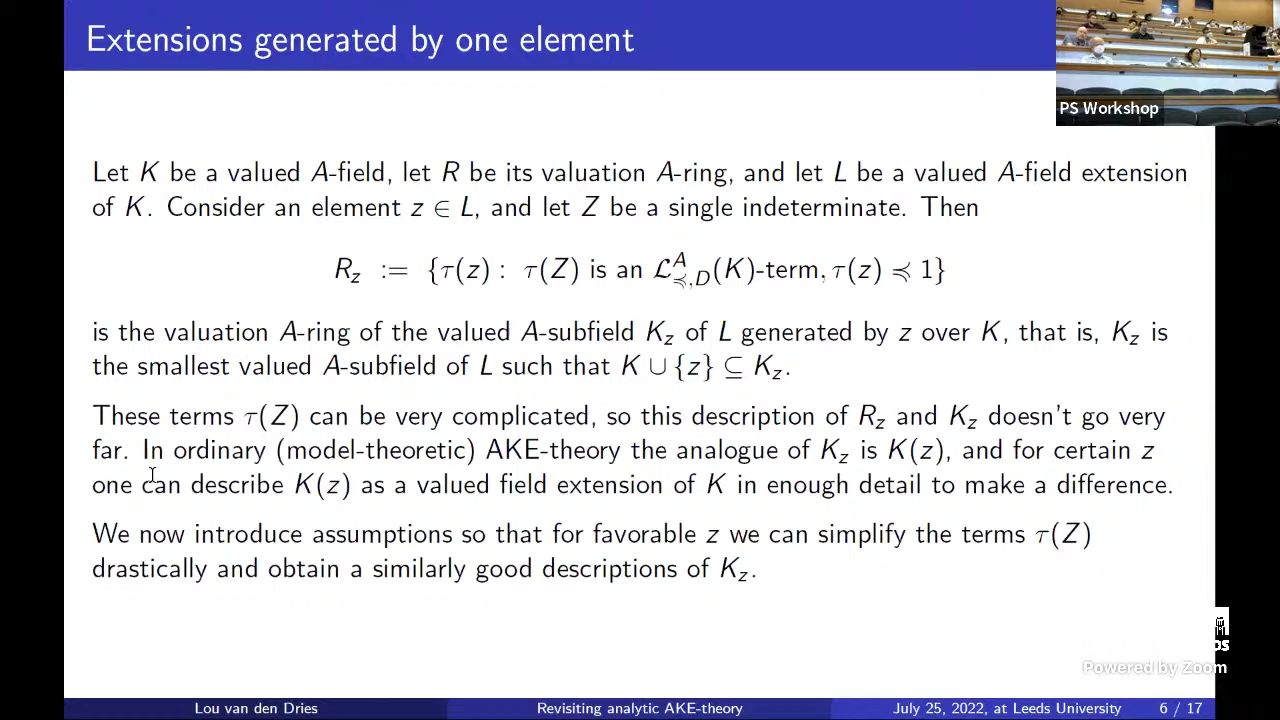 Extensions generated by one element
PS Workshop
Let K be a valued A-field, let R be its valuation A-ring, and let L be a valued A-field extension
of K. Consider an element z ∈ L, and let Z be a single indeterminate. Then
R_z := {τ(z) : τ(Z) is an ℒ^A_{≼,D}(K)-term, τ(z) ≼ 1}
is the valuation A-ring of the valued A-subfield K_z of L generated by z over K, that is, K_z is
the smallest valued A-subfield of L such that K ∪ {z} ⊆ K_z.
These terms τ(Z) can be very complicated, so this description of R_z and K_z doesn't go very
far. In ordinary (model-theoretic) AKE-theory the analogue of K_z is K(z), and for certain z
one can describe K(z) as a valued field extension of K in enough detail to make a difference.
We now introduce assumptions so that for favorable z we can simplify the terms τ(Z)
drastically and obtain a similarly good descriptions of K_z.
Powered by Zoom
Lou van den Dries
Revisiting analytic AKE-theory
July 25, 2022, at Leeds University
6 / 17